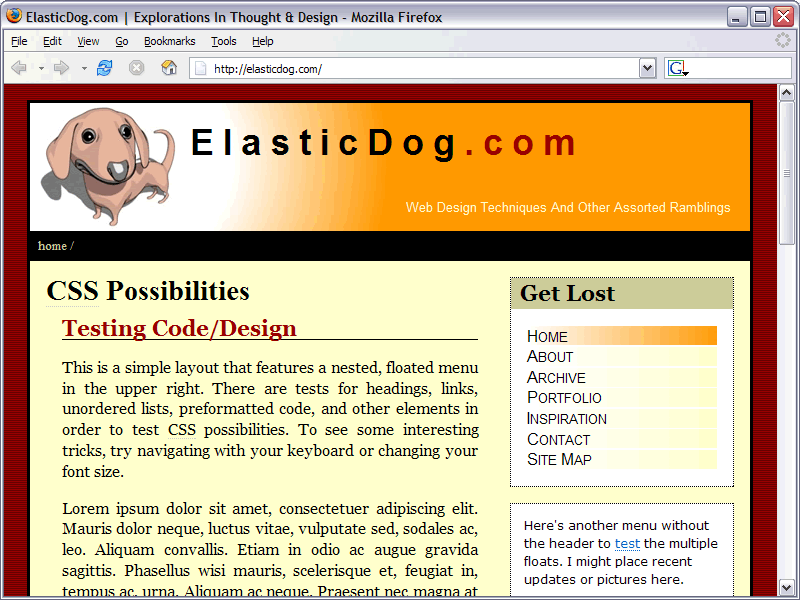 ElasticDog.com | Explorations In Thought & Design - Mozilla Firefox
File Edit View Go Bookmarks Tools Help
http://elasticdog.com/
G
ElasticDog.com
Web Design Techniques And Other Assorted Ramblings
home /
CSS Possibilities
Testing Code/Design
This is a simple layout that features a nested, floated menu
in the upper right. There are tests for headings, links,
unordered lists, preformatted code, and other elements in
order to test CSS possibilities. To see some interesting
tricks, try navigating with your keyboard or changing your
font size.
Lorem ipsum dolor sit amet, consectetuer adipiscing elit.
Mauris dolor neque, luctus vitae, vulputate sed, sodales ac,
leo. Aliquam convallis. Etiam in odio ac augue gravida
sagittis. Phasellus wisi mauris, scelerisque et, feugiat in,
tempus ac, urna. Aliquam ac neque. Praesent nec magna at
Get Lost
Home
About
Archive
Portfolio
Inspiration
Contact
Site Map
Here's another menu without
the header to test the multiple
floats. I might place recent
updates or pictures here.